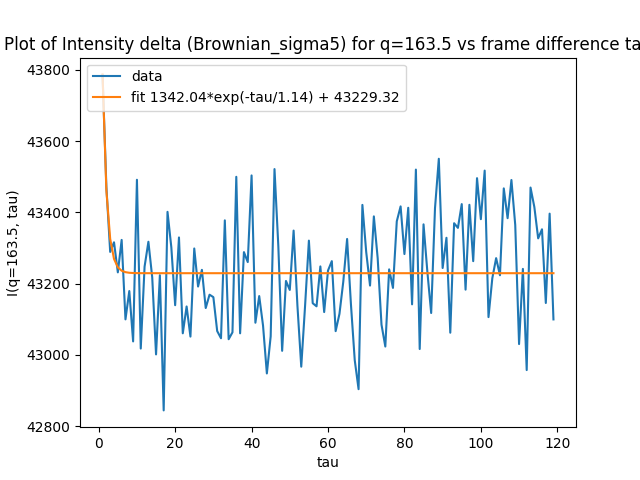 Plot of Intensity delta (Brownian_sigma5) for q=163.5 vs frame difference ta
43800
43600
43400
43200
43000
42800
I(q=163.5, tau)
data
fit 1342.04*exp(-tau/1.14) + 43229.32
0
20
40
60
80
100
120
tau